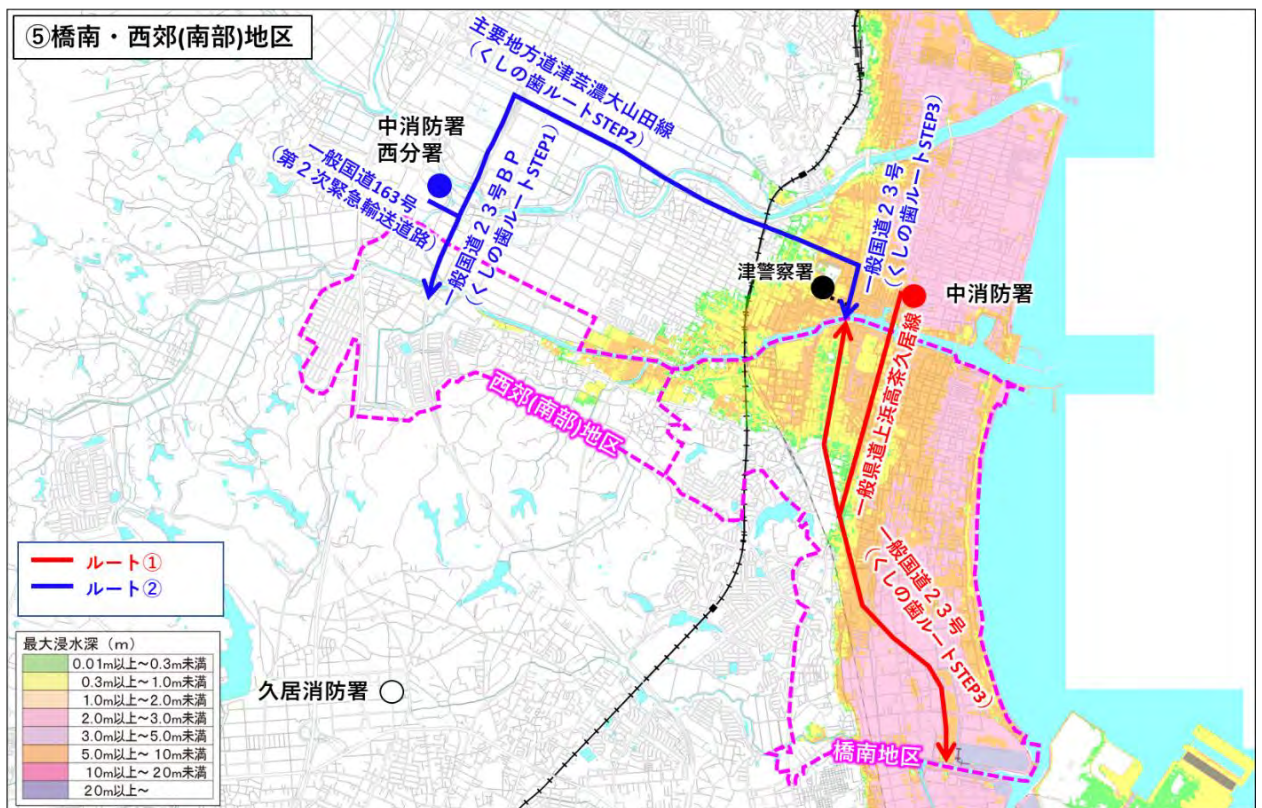 ⑤橋南・西郊(南部)地区
主要地方道津芸濃大山田線
（くしの歯ルートSTEP2）
中消防署
西分署
一般国道163号
（第２次緊急輸送道路）
一般国道２３号ＢＰ
（くしの歯ルートSTEP1）
一般国道２３号
（くしの歯ルートSTEP3）
津警察署
中消防署
一般県道上浜高茶久居線
西郊(南部)地区
一般国道２３号
（くしの歯ルートSTEP3）
ルート①
ルート②
最大浸水深（m）
0.01m以上～0.3m未満
0.3m以上～1.0m未満
1.0m以上～2.0m未満
2.0m以上～3.0m未満
3.0m以上～5.0m未満
5.0m以上～10m未満
10m以上～20m未満
20m以上～
久居消防署
橋南地区